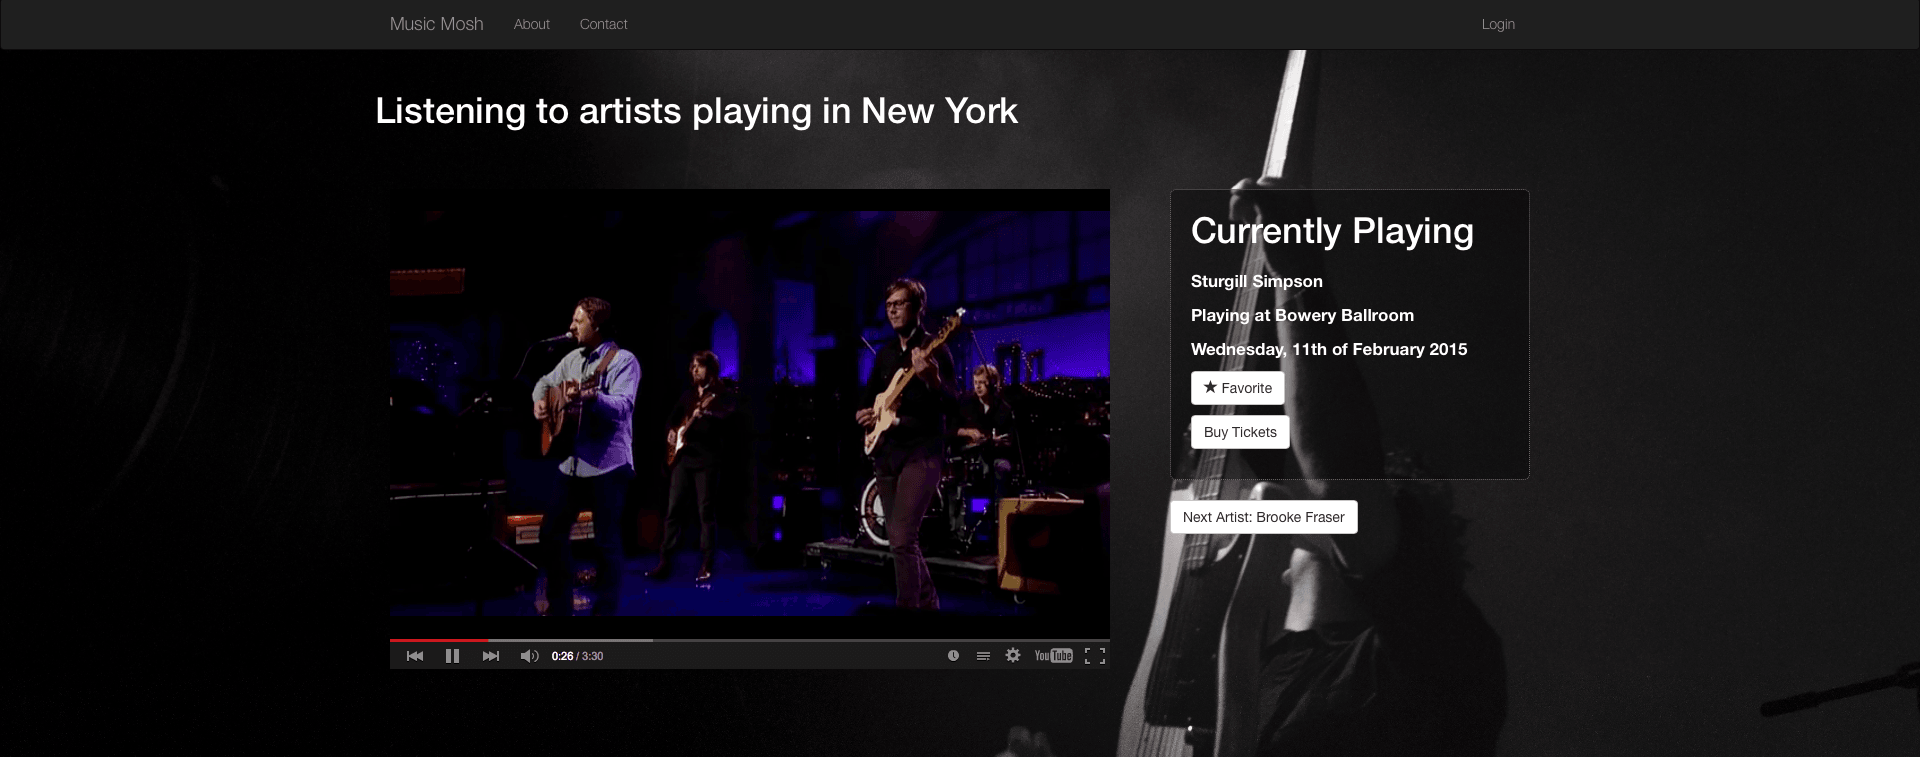 Music Mosh About Contact Login
Listening to artists playing in New York
Currently Playing
Sturgill Simpson
Playing at Bowery Ballroom
Wednesday, 11th of February 2015
★ Favorite
Buy Tickets
Next Artist: Brooke Fraser
0:26 / 3:30 YouTube